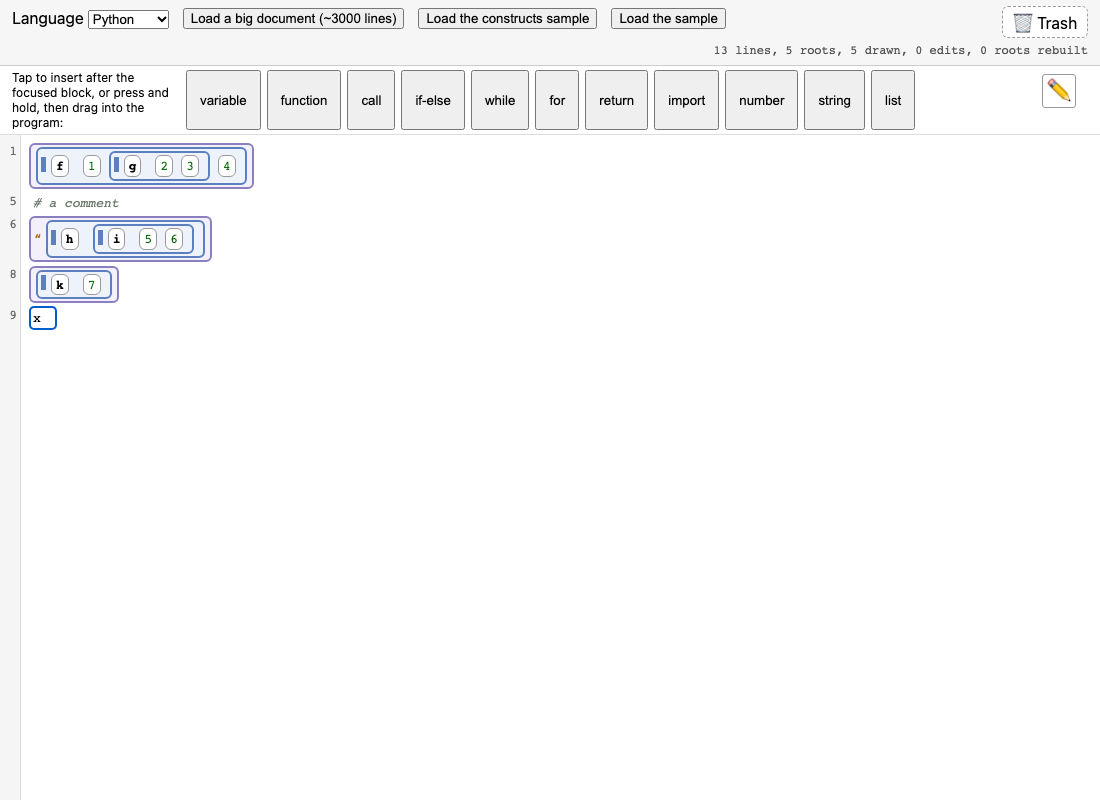 Language Python Load a big document (~3000 lines) Load the constructs sample Load the sample 🗑️ Trash
13 lines, 5 roots, 5 drawn, 0 edits, 0 roots rebuilt
Tap to insert after the
focused block, or press and
hold, then drag into the
program:
variable function call if-else while for return import number string list
1 f 1 g 2 3 4
5 # a comment
6 “ h i 5 6
8 k 7
9 x